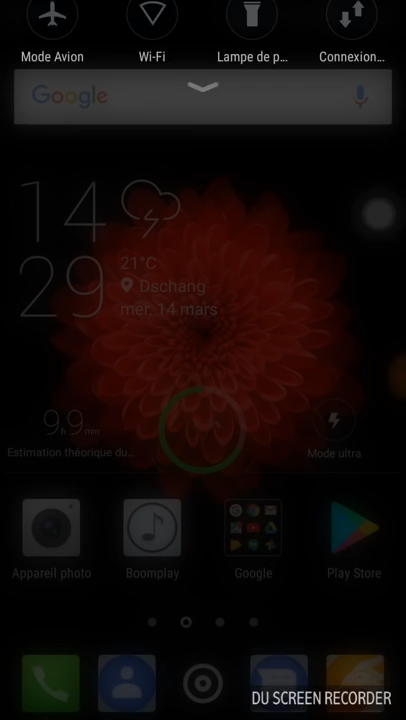 Mode Avion
Wi-Fi
Lampe de p...
Connexion...
Google
14
29
21°C
Dschang
mer. 14 mars
9h9min
Estimation théorique du...
Mode ultra
Appareil photo
Boomplay
Google
Play Store
DU SCREEN RECORDER